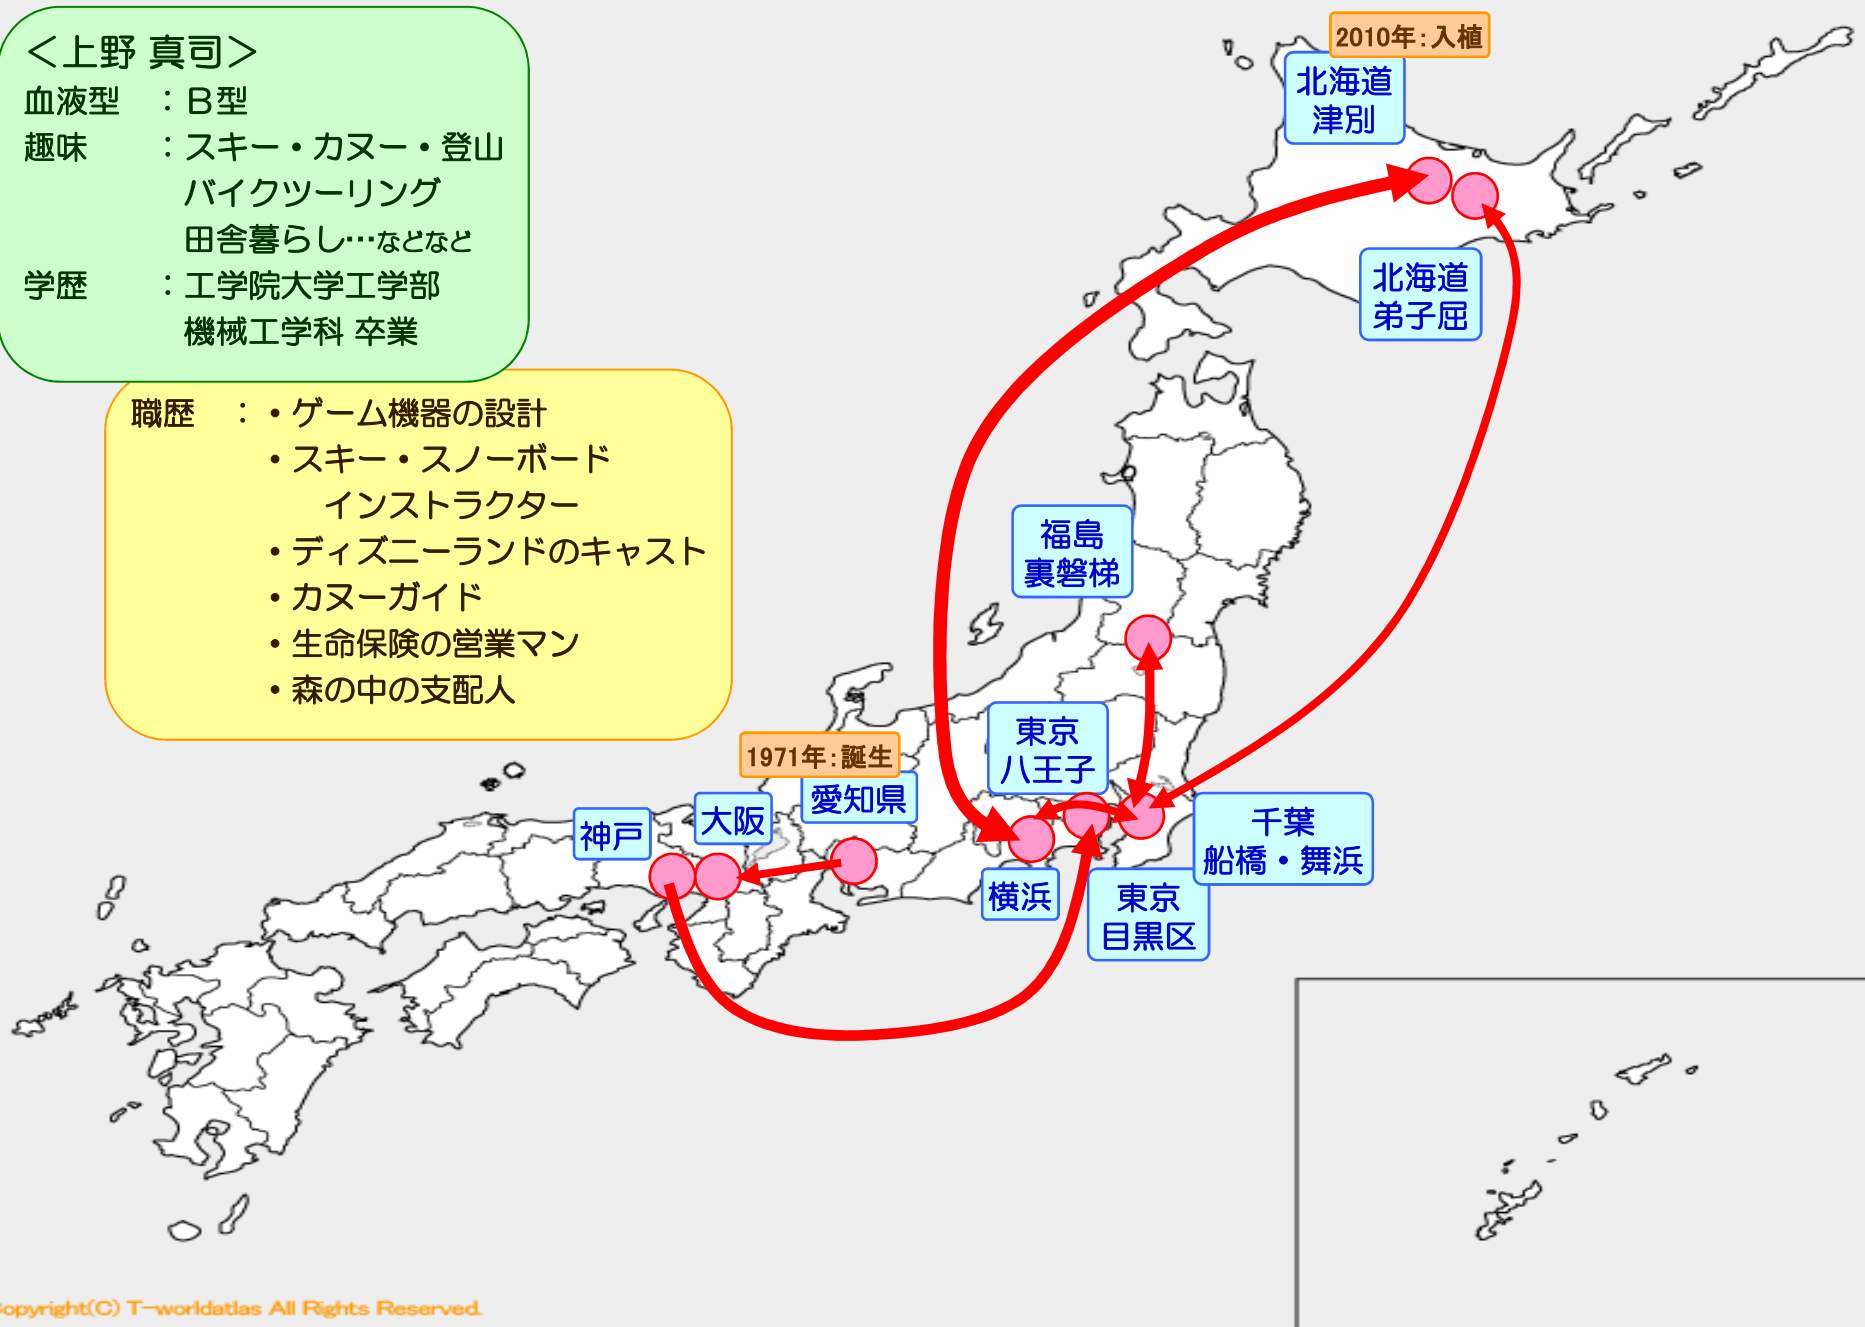 ＜上野 真司＞
血液型　：B型
趣味　　：スキー・カヌー・登山
バイクツーリング
田舎暮らし…などなど
学歴　　：工学院大学工学部
機械工学科 卒業
職歴　：・ゲーム機器の設計
・スキー・スノーボード
インストラクター
・ディズニーランドのキャスト
・カヌーガイド
・生命保険の営業マン
・森の中の支配人
2010年：入植
北海道
津別
北海道
弟子屈
福島
裏磐梯
東京
八王子
1971年：誕生
愛知県
大阪
神戸
千葉
船橋・舞浜
横浜
東京
目黒区
opyright(C) T-worldatlas All Rights Reserved.